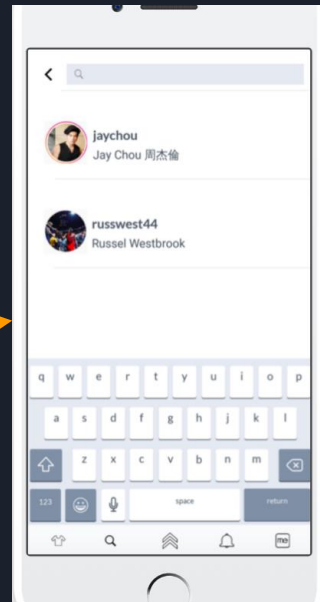 jaychou
Jay Chou 周杰倫
russwest44
Russel Westbrook
q w e r t y u i o p
a s d f g h j k l
z x c v b n m
123 space return
me